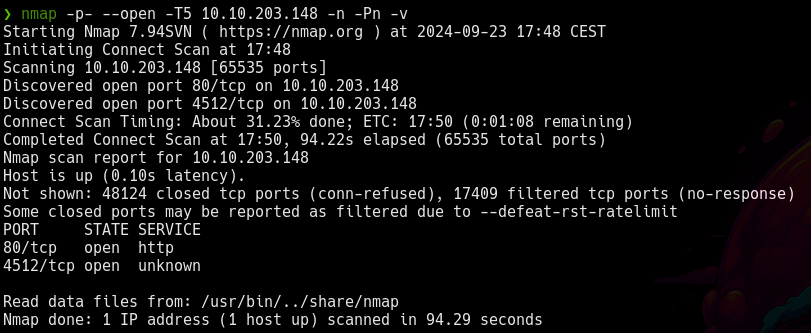 ❯ nmap -p- --open -T5 10.10.203.148 -n -Pn -v
Starting Nmap 7.94SVN ( https://nmap.org ) at 2024-09-23 17:48 CEST
Initiating Connect Scan at 17:48
Scanning 10.10.203.148 [65535 ports]
Discovered open port 80/tcp on 10.10.203.148
Discovered open port 4512/tcp on 10.10.203.148
Connect Scan Timing: About 31.23% done; ETC: 17:50 (0:01:08 remaining)
Completed Connect Scan at 17:50, 94.22s elapsed (65535 total ports)
Nmap scan report for 10.10.203.148
Host is up (0.10s latency).
Not shown: 48124 closed tcp ports (conn-refused), 17409 filtered tcp ports (no-response)
Some closed ports may be reported as filtered due to --defeat-rst-ratelimit
PORT     STATE SERVICE
80/tcp   open  http
4512/tcp open  unknown

Read data files from: /usr/bin/../share/nmap
Nmap done: 1 IP address (1 host up) scanned in 94.29 seconds